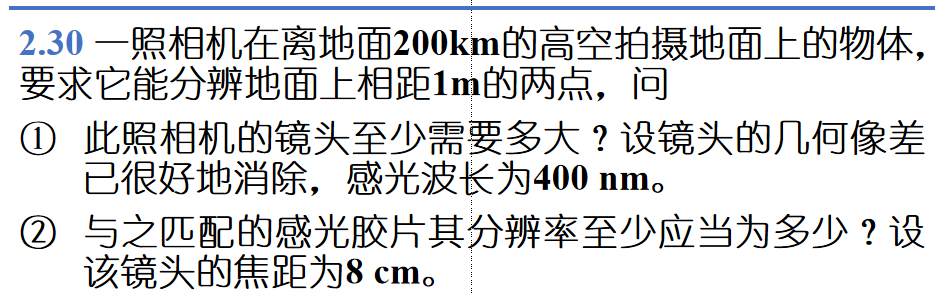 2.30 一照相机在离地面200km的高空拍摄地面上的物体，
要求它能分辨地面上相距1m的两点，问
① 此照相机的镜头至少需要多大？设镜头的几何像差
已很好地消除，感光波长为400 nm。
② 与之匹配的感光胶片其分辨率至少应当为多少？设
该镜头的焦距为8 cm。